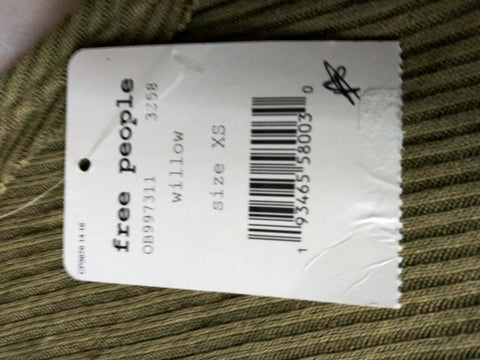 free people
OB997311 3258
willow
size XS
1 93465 58003 0